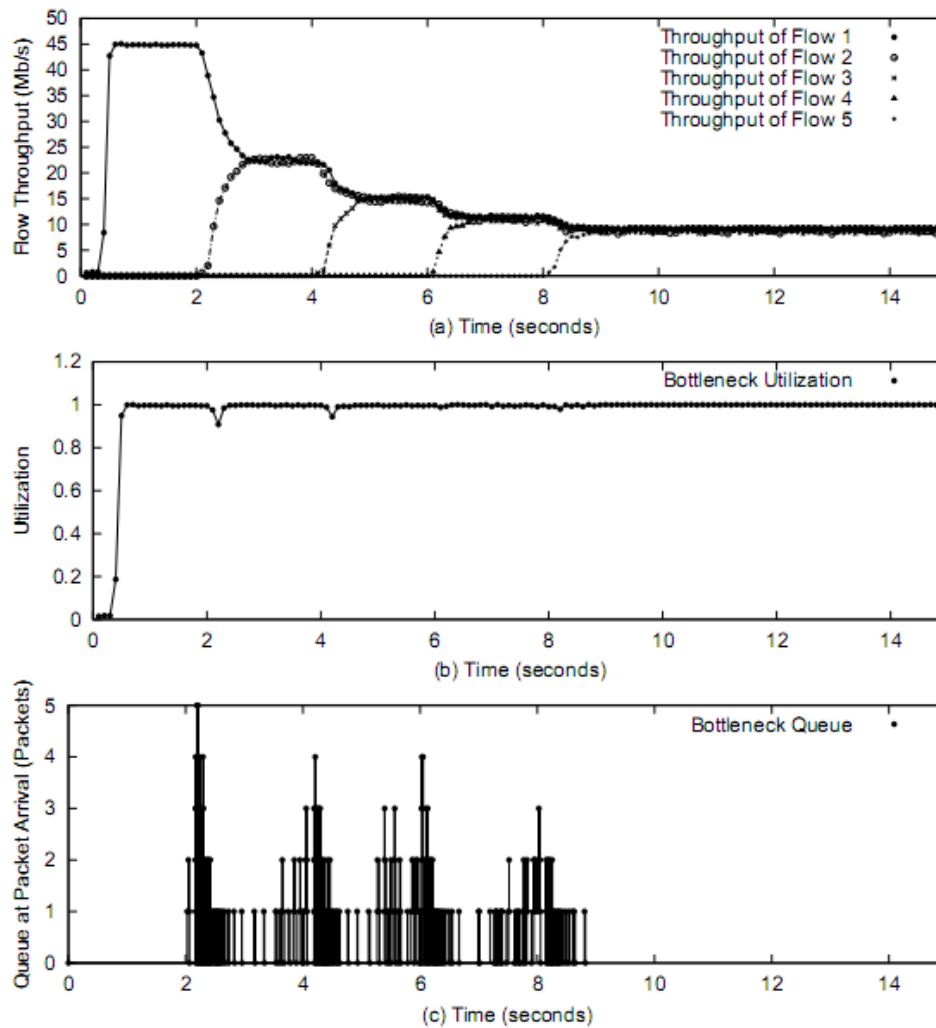 50
45
40
35
30
25
20
15
10
5
0
Flow Throughput (Mb/s)
Throughput of Flow 1
Throughput of Flow 2
Throughput of Flow 3
Throughput of Flow 4
Throughput of Flow 5
0 2 4 6 8 10 12 14
(a) Time (seconds)
1.2
1
0.8
0.6
0.4
0.2
0
Utilization
Bottleneck Utilization
0 2 4 6 8 10 12 14
(b) Time (seconds)
5
4
3
2
1
0
Queue at Packet Arrival (Packets)
Bottleneck Queue
0 2 4 6 8 10 12 14
(c) Time (seconds)